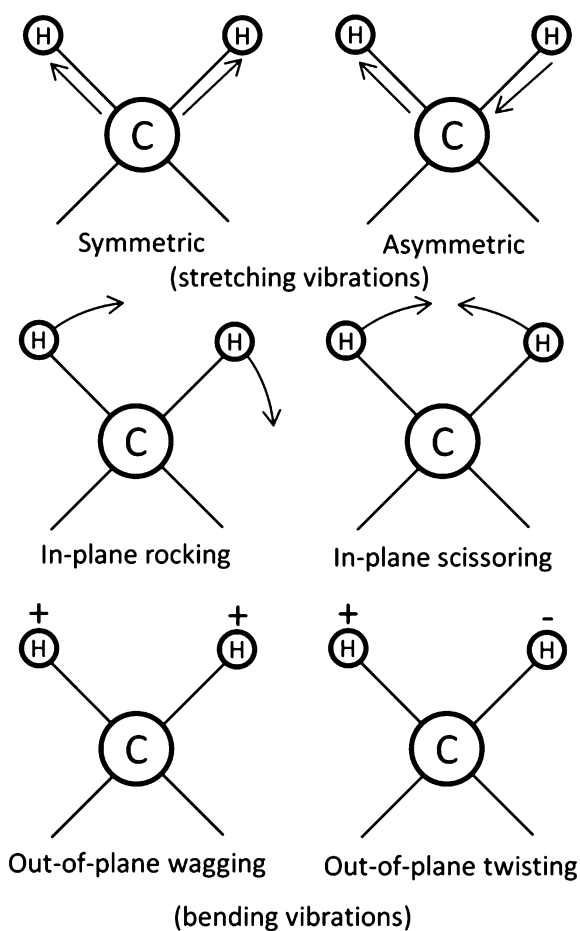 H H H H
C C
Symmetric Asymmetric
(stretching vibrations)
H H H H
C C
In-plane rocking In-plane scissoring
+ + + -
H H H H
C C
Out-of-plane wagging Out-of-plane twisting
(bending vibrations)